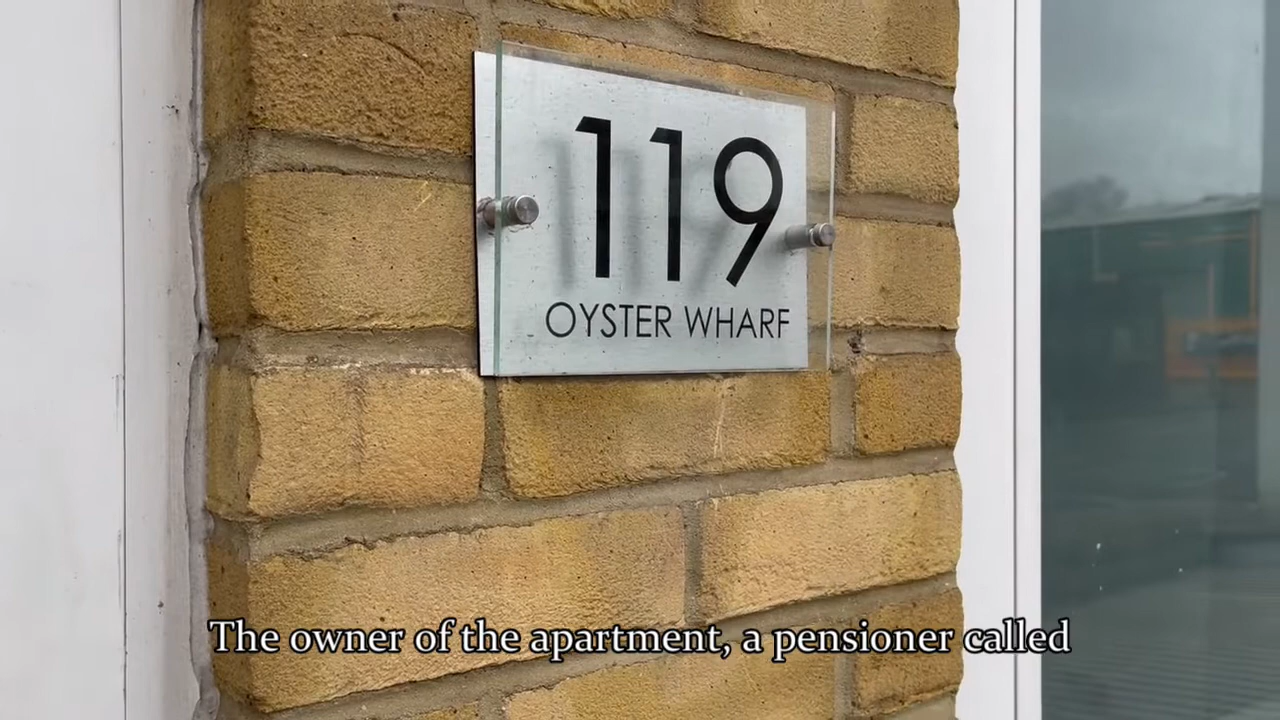 119
OYSTER WHARF
The owner of the apartment, a pensioner called